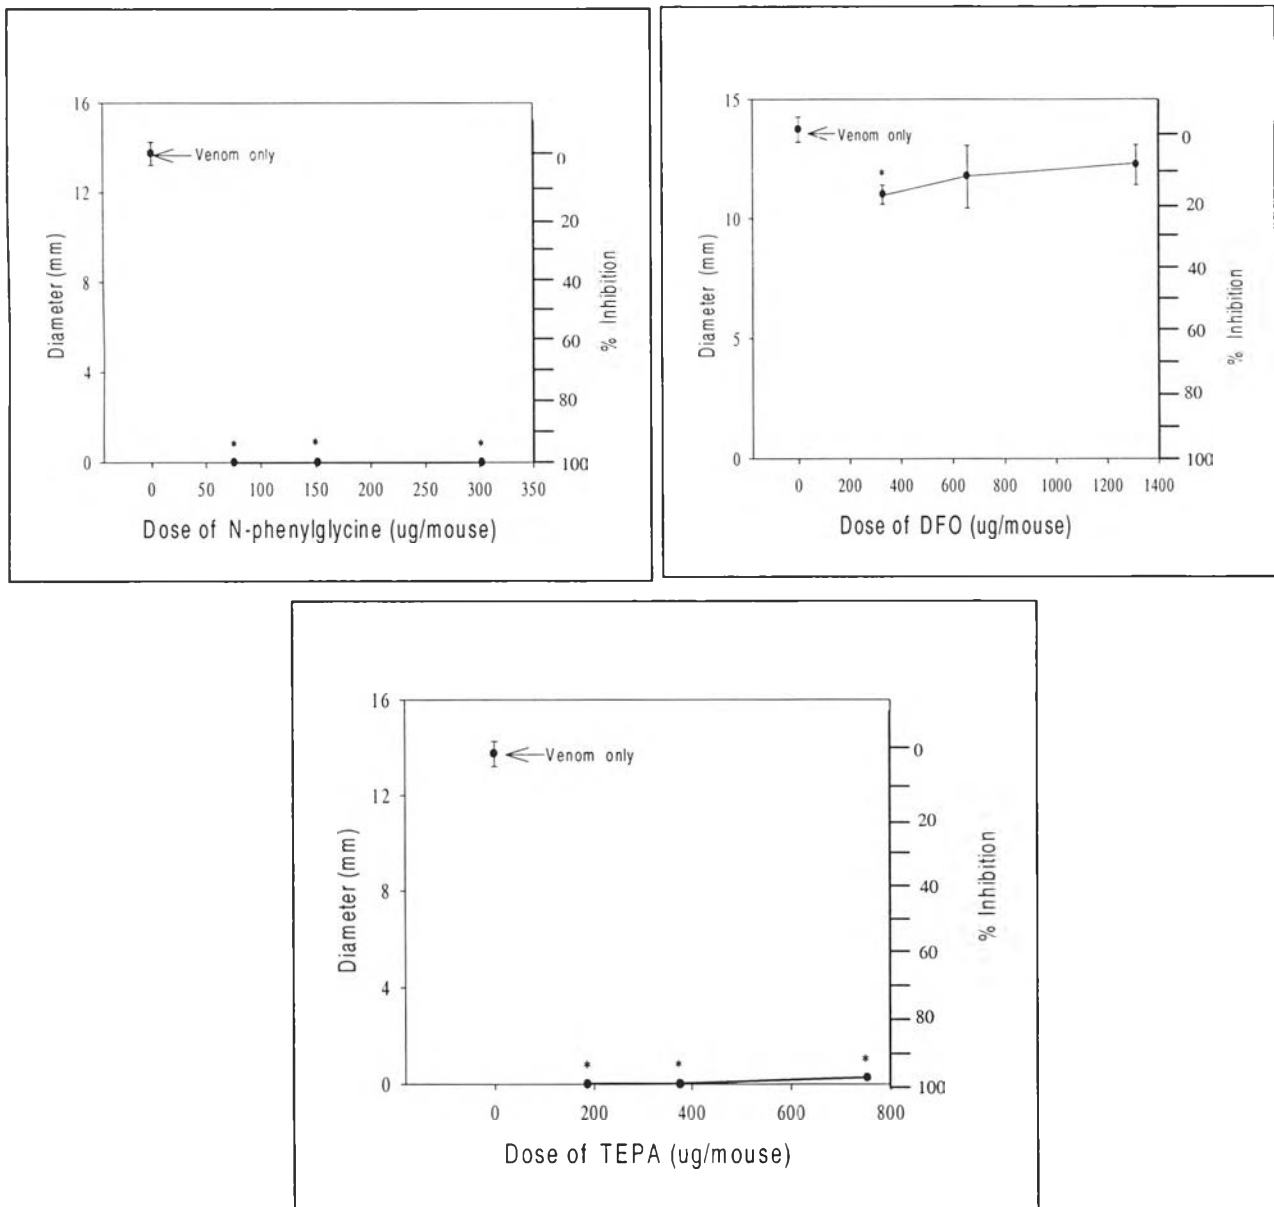 16
12
8
4
0
Diameter (mm)
Venom only
0
20
40
60
80
100
% Inhibition
* * *
0 50 100 150 200 250 300 350
Dose of N-phenylglycine (ug/mouse)
15
10
5
0
Diameter (mm)
Venom only
*
0
20
40
60
80
100
% Inhibition
0 200 400 600 800 1000 1200 1400
Dose of DFO (ug/mouse)
16
12
8
4
0
Diameter (mm)
Venom only
0
20
40
60
80
100
% Inhibition
* * *
0 200 400 600 800
Dose of TEPA (ug/mouse)